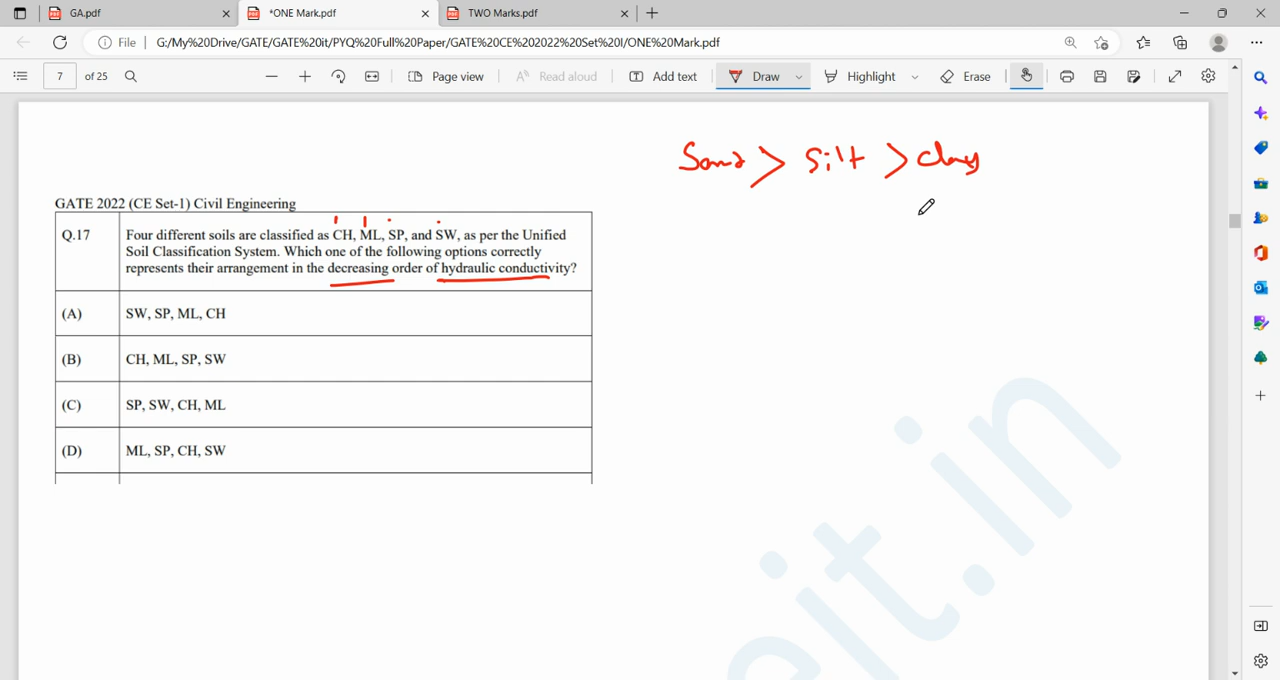 GA.pdf
*ONE Mark.pdf
TWO Marks.pdf
File
G:/My%20Drive/GATE/GATE%20it/PYQ%20Full%20Paper/GATE%20CE%202022%20Set%20I/ONE%20Mark.pdf
7 of 25
Page view
Read aloud
Add text
Draw
Highlight
Erase
Sand > Silt > Clay
GATE 2022 (CE Set-1) Civil Engineering
Q.17 Four different soils are classified as CH, ML, SP, and SW, as per the Unified
Soil Classification System. Which one of the following options correctly
represents their arrangement in the decreasing order of hydraulic conductivity?
(A) SW, SP, ML, CH
(B) CH, ML, SP, SW
(C) SP, SW, CH, ML
(D) ML, SP, CH, SW
eit.in